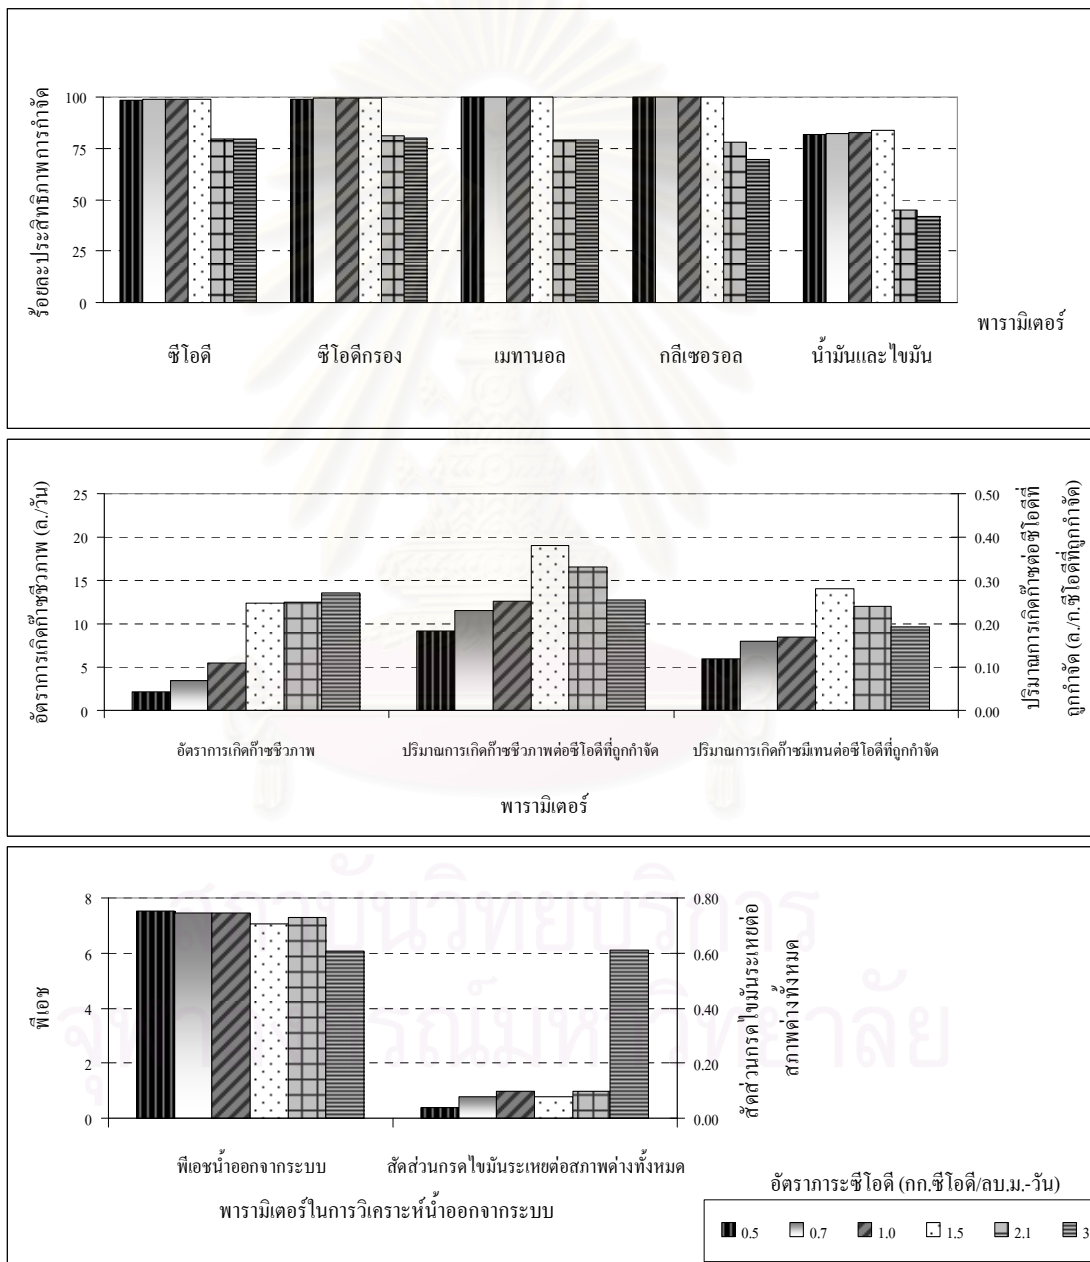 ร้อยละประสิทธิภาพการกำจัด
100
75
50
25
0
ซีโอดี ซีโอดีกรอง เมทานอล กลีเซอรอล น้ำมันและไขมัน
พารามิเตอร์
อัตราการเกิดก๊าซชีวภาพ (ล./วัน)
25
20
15
10
5
0
0.50
0.40
0.30
0.20
0.10
0.00
ปริมาณการเกิดก๊าซต่อซีโอดีที่
ถูกกำจัด (ล./ก.ซีโอดีที่ถูกกำจัด)
อัตราการเกิดก๊าซชีวภาพ ปริมาณการเกิดก๊าซชีวภาพต่อซีโอดีที่ถูกกำจัด ปริมาณการเกิดก๊าซมีเทนต่อซีโอดีที่ถูกกำจัด
พารามิเตอร์
พีเอช
8
6
4
2
0
0.80
0.60
0.40
0.20
0.00
สัดส่วนกรดไขมันระเหยต่อ
สภาพด่างทั้งหมด
พีเอชน้ำออกจากระบบ สัดส่วนกรดไขมันระเหยต่อสภาพด่างทั้งหมด
พารามิเตอร์ในการวิเคราะห์น้ำออกจากระบบ
อัตราภาระซีโอดี (กก.ซีโอดี/ลบ.ม.-วัน)
0.5 0.7 1.0 1.5 2.1 3
สถาบันวิทยบริการ